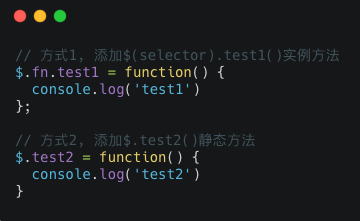 // 方式1, 添加$(selector).test1()实例方法
$.fn.test1 = function() {
  console.log('test1')
};

// 方式2, 添加$.test2()静态方法
$.test2 = function() {
  console.log('test2')
}